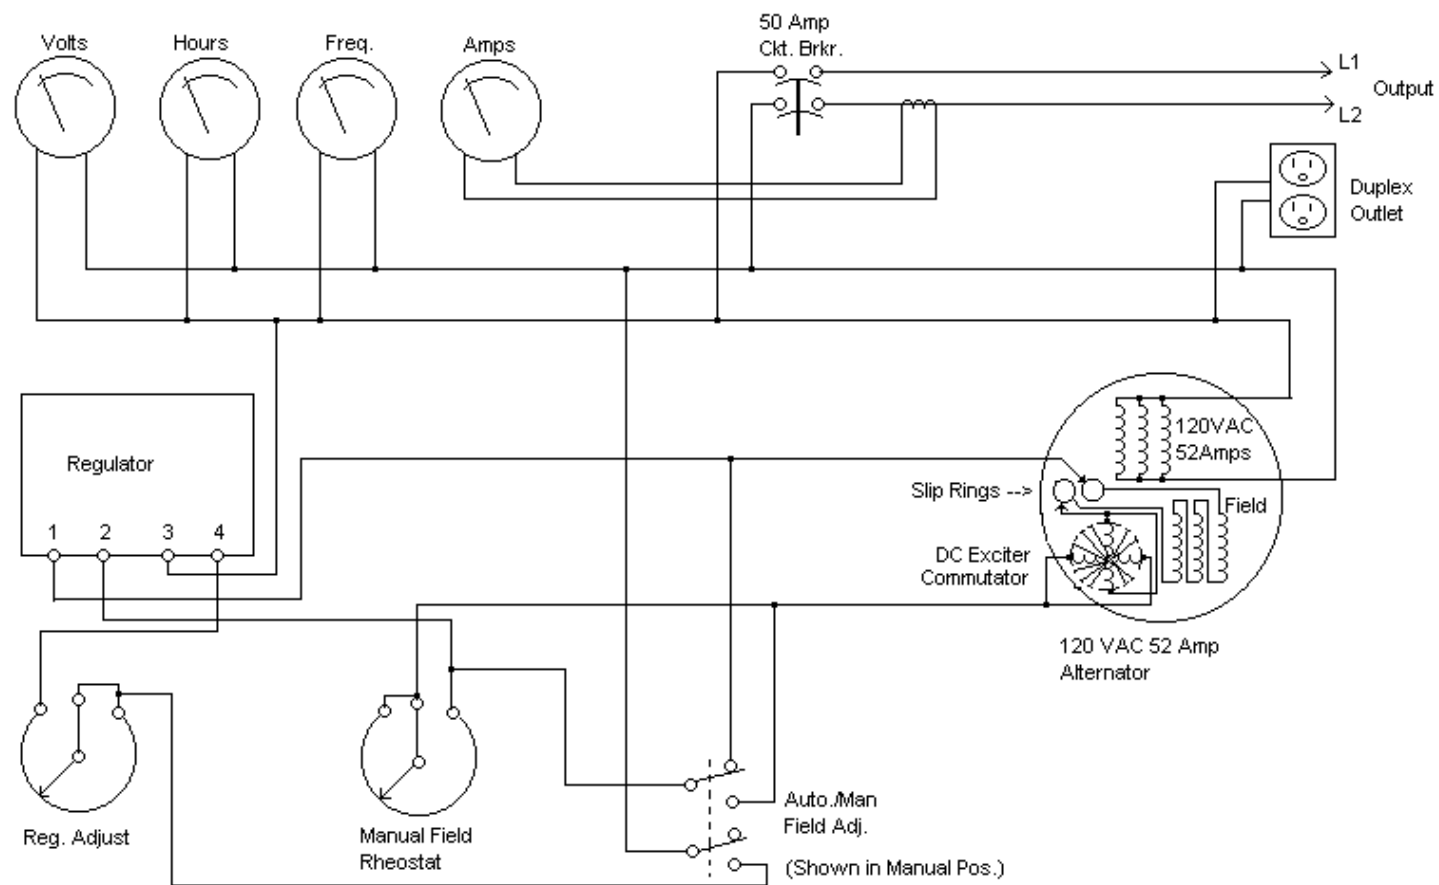 Volts
Hours
Freq.
Amps
50 Amp
Ckt. Brkr.
L1
Output
L2
Duplex
Outlet
Regulator
1
2
3
4
120VAC
52Amps
Slip Rings -->
Field
DC Exciter
Commutator
120 VAC 52 Amp
Alternator
Reg. Adjust
Manual Field
Rheostat
Auto./Man
Field Adj.
(Shown in Manual Pos.)